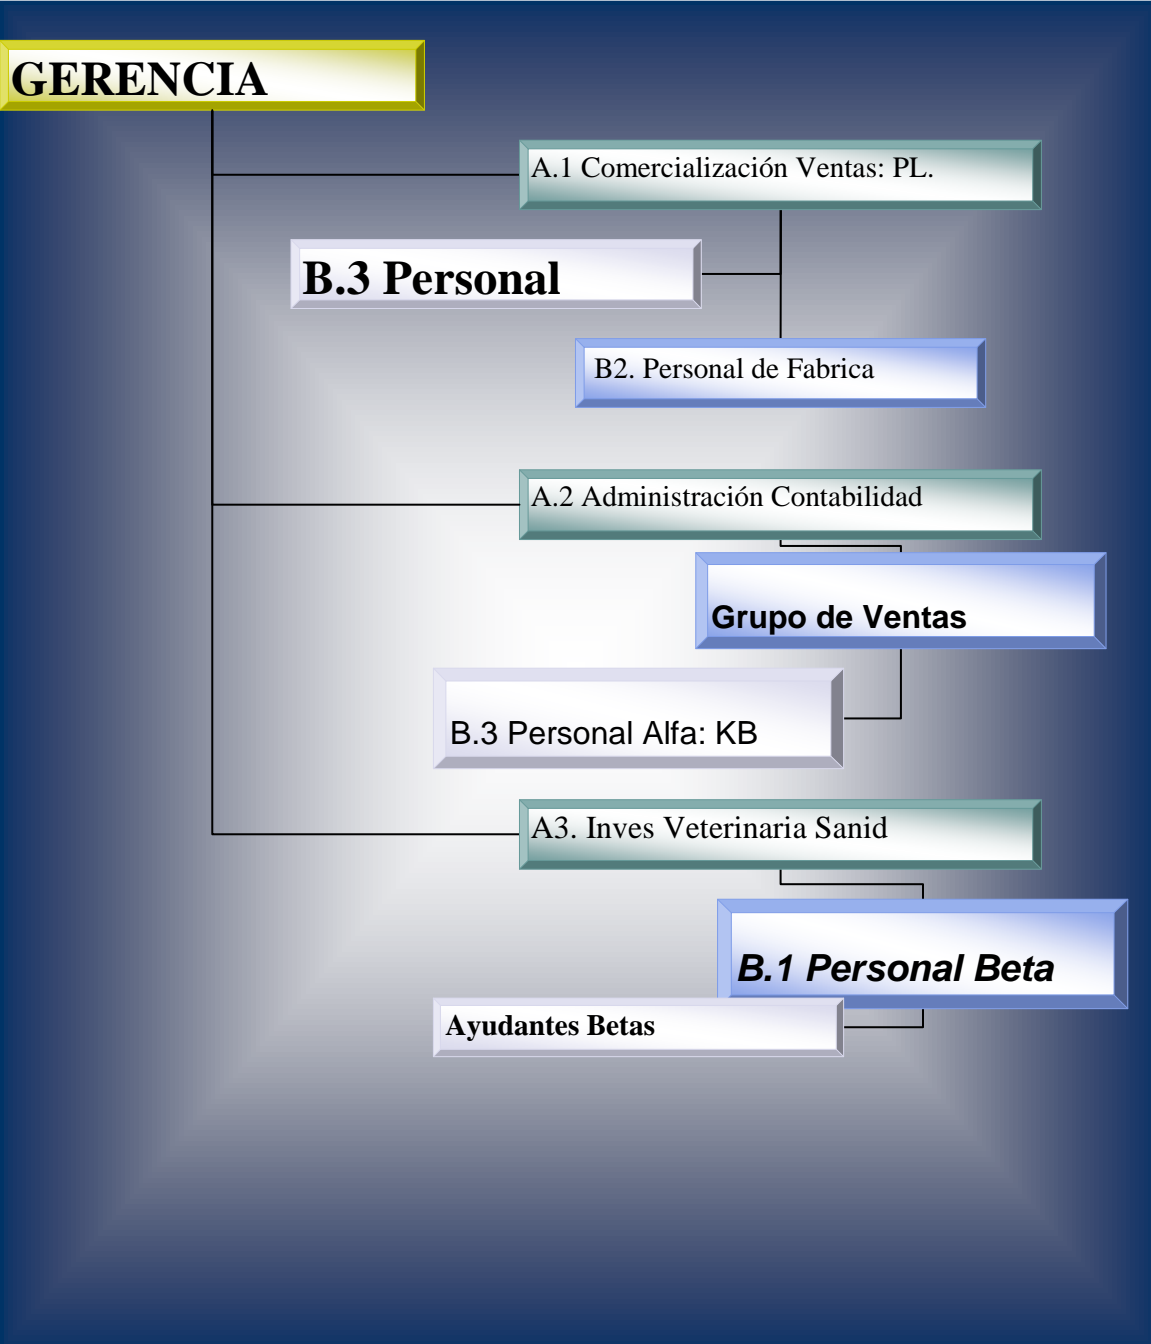 GERENCIA
A.1 Comercialización Ventas: PL.
B.3 Personal
B2. Personal de Fabrica
A.2 Administración Contabilidad
Grupo de Ventas
B.3 Personal Alfa: KB
A3. Inves Veterinaria Sanid
B.1 Personal Beta
Ayudantes Betas